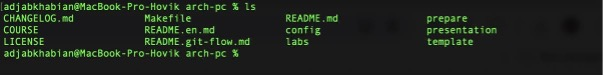 adjabkhabian@MacBook-Pro-Hovik arch-pc % ls
CHANGELOG.md Makefile README.md prepare
COURSE README.en.md config presentation
LICENSE README.git-flow.md labs template
adjabkhabian@MacBook-Pro-Hovik arch-pc %